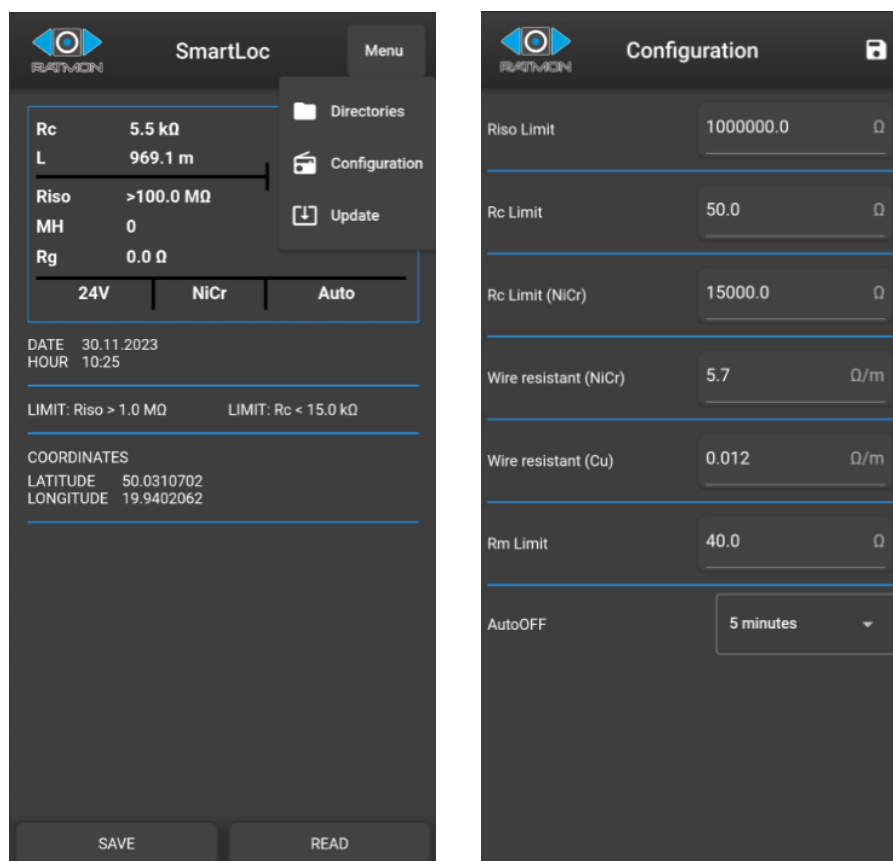 RATMON
SmartLoc
Menu
Directories
Configuration
Update
Rc 5.5 kΩ
L 969.1 m
Riso >100.0 MΩ
MH 0
Rg 0.0 Ω
24V NiCr Auto
DATE 30.11.2023
HOUR 10:25
LIMIT: Riso > 1.0 MΩ LIMIT: Rc < 15.0 kΩ
COORDINATES
LATITUDE 50.0310702
LONGITUDE 19.9402062
SAVE READ
RATMON
Configuration
Riso Limit 1000000.0 Ω
Rc Limit 50.0 Ω
Rc Limit (NiCr) 15000.0 Ω
Wire resistant (NiCr) 5.7 Ω/m
Wire resistant (Cu) 0.012 Ω/m
Rm Limit 40.0 Ω
AutoOFF 5 minutes